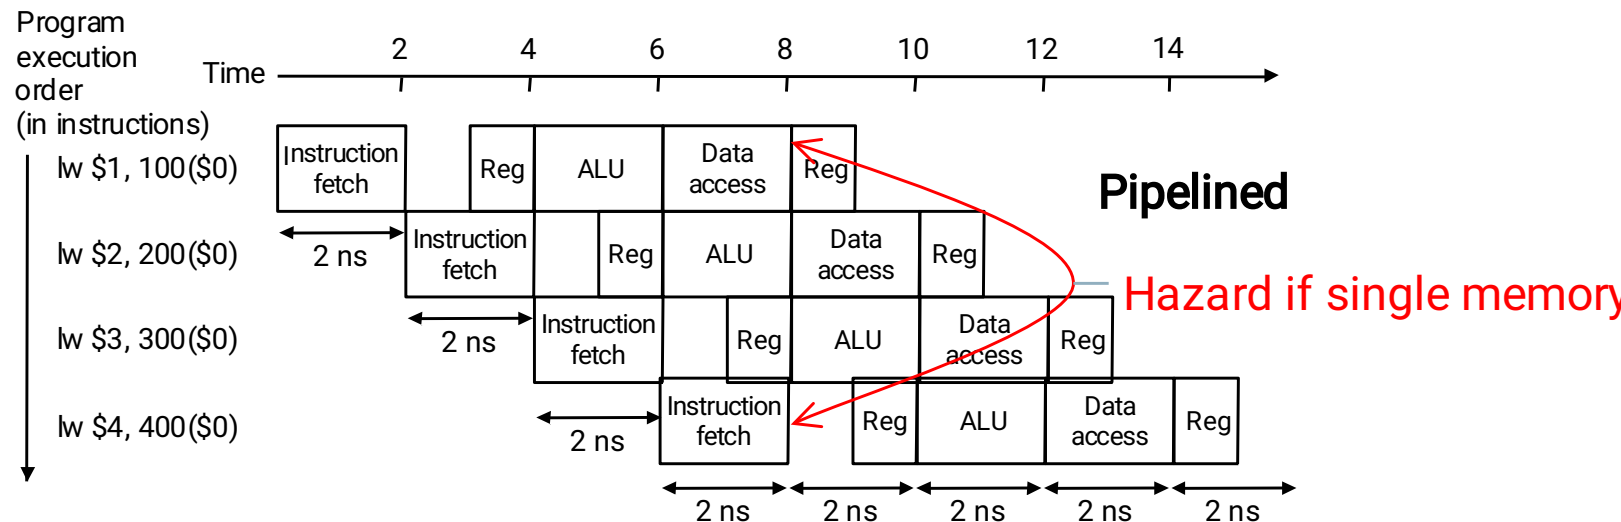 Program
execution
order
(in instructions)
Time
2 4 6 8 10 12 14
lw $1, 100($0)
Instruction
fetch
Reg
ALU
Data
access
Reg
Pipelined
lw $2, 200($0)
2 ns
Instruction
fetch
Reg
ALU
Data
access
Reg
Hazard if single memory
lw $3, 300($0)
2 ns
Instruction
fetch
Reg
ALU
Data
access
Reg
lw $4, 400($0)
2 ns
Instruction
fetch
Reg
ALU
Data
access
Reg
2 ns 2 ns 2 ns 2 ns 2 ns